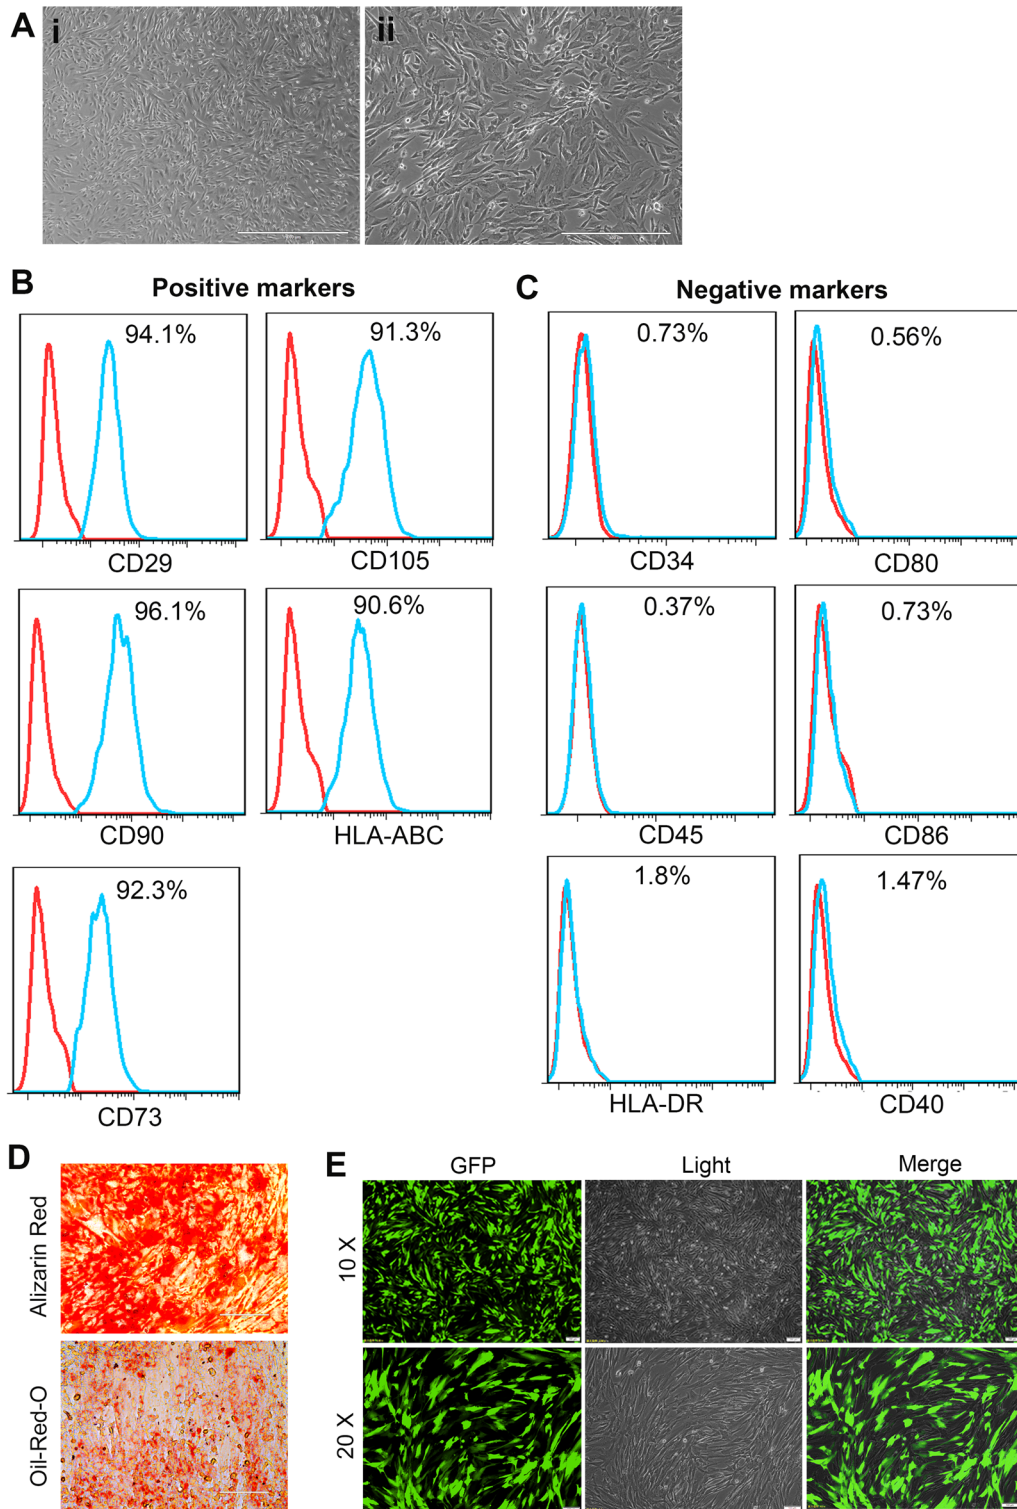 A
i
ii
B
Positive markers
94.1%
91.3%
CD29
CD105
96.1%
90.6%
CD90
HLA-ABC
92.3%
CD73
C
Negative markers
0.73%
0.56%
CD34
CD80
0.37%
0.73%
CD45
CD86
1.8%
1.47%
HLA-DR
CD40
D
Alizarin Red
Oil-Red-O
E
GFP
Light
Merge
10 X
20 X